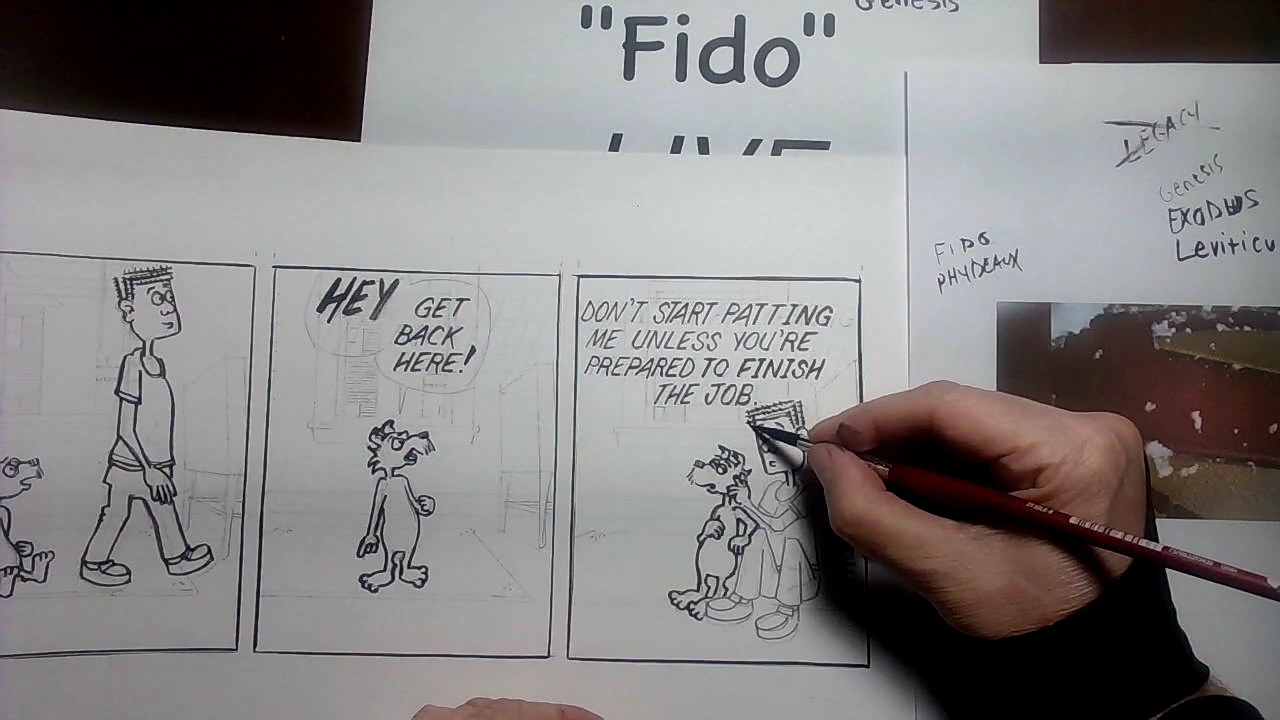 Genesis
"Fido"
LIVE
LEGACY
Genesis
EXODUS
Leviticu
FIDO
PHYDEAUX
HEY GET
BACK
HERE!
DON'T START PATTING
ME UNLESS YOU'RE
PREPARED TO FINISH
THE JOB.